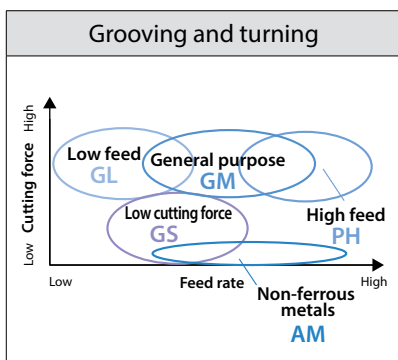 Grooving and turning
High
Cutting force
Low
Low feed
GL
General purpose
GM
Low cutting force
GS
High feed
PH
Low
Feed rate
High
Non-ferrous
metals
AM